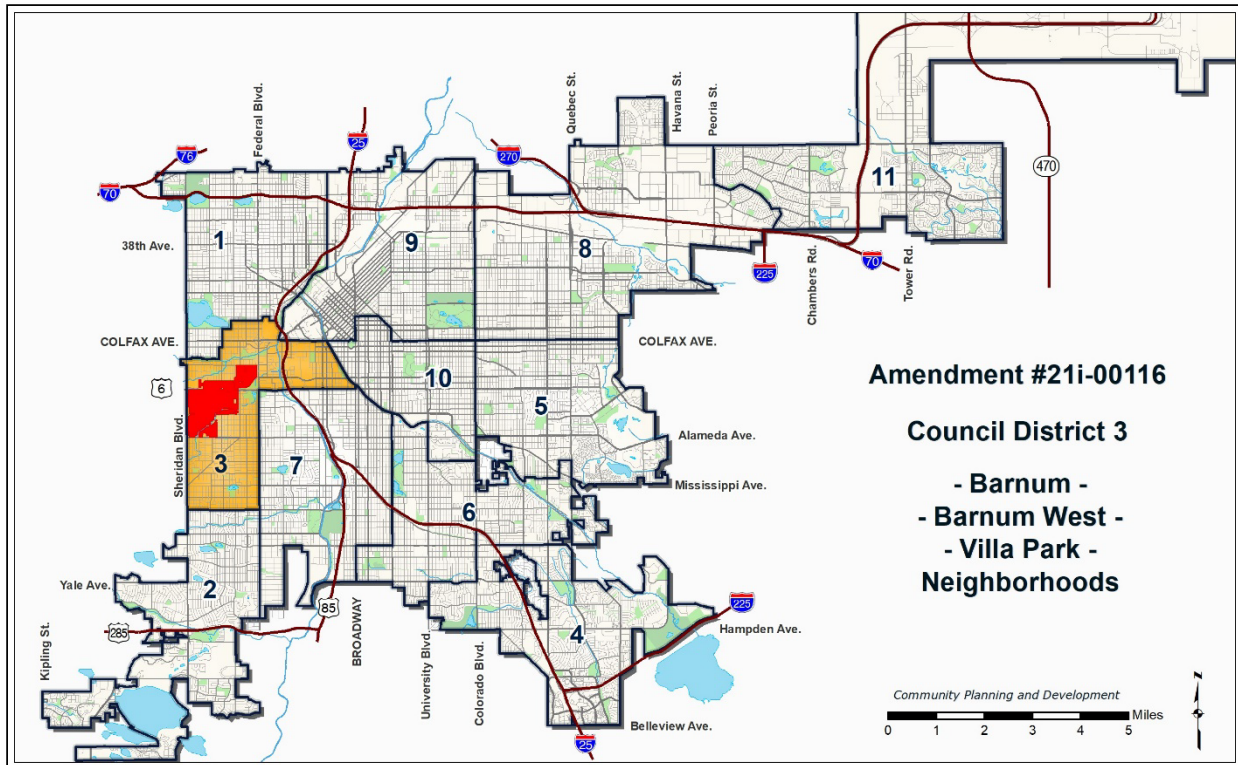 Federal Blvd.
Quebec St.
Havana St.
Peoria St.
76
25
270
70
470
11
1
9
8
38th Ave.
225
70
Chambers Rd.
Tower Rd.
COLFAX AVE.
COLFAX AVE.
6
10
5
Sheridan Blvd.
3
7
Alameda Ave.
Mississippi Ave.
6
Yale Ave.
2
85
285
BROADWAY
University Blvd.
Colorado Blvd.
4
225
Hampden Ave.
Kipling St.
Belleview Ave.
25
Amendment #21i-00116
Council District 3
- Barnum -
- Barnum West -
- Villa Park -
Neighborhoods
Community Planning and Development
Miles
0 1 2 3 4 5
N